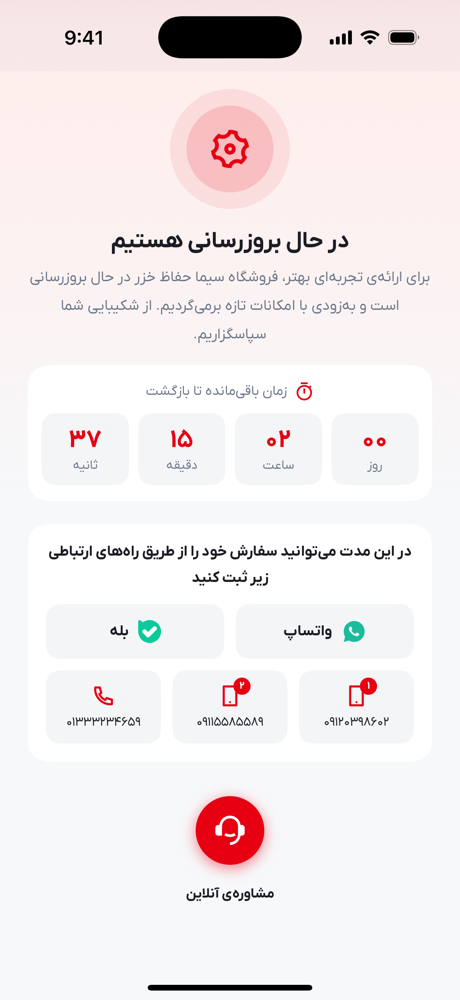 9:41
در حال بروزرسانی هستیم
برای ارائه‌ی تجربه‌ای بهتر، فروشگاه سیما حفاظ خزر در حال بروزرسانی
است و به‌زودی با امکانات تازه برمی‌گردیم. از شکیبایی شما
سپاسگزاریم.
زمان باقی‌مانده تا بازگشت
۰۰ ۰۲ ۱۵ ۳۷
روز ساعت دقیقه ثانیه
در این مدت می‌توانید سفارش خود را از طریق راه‌های ارتباطی
زیر ثبت کنید
واتساپ بله
۱ ۲
۰۹۱۲۰۳۹۸۶۰۲ ۰۹۱۱۵۵۸۵۵۸۹ ۰۱۳۳۳۲۳۴۶۵۹
مشاوره‌ی آنلاین